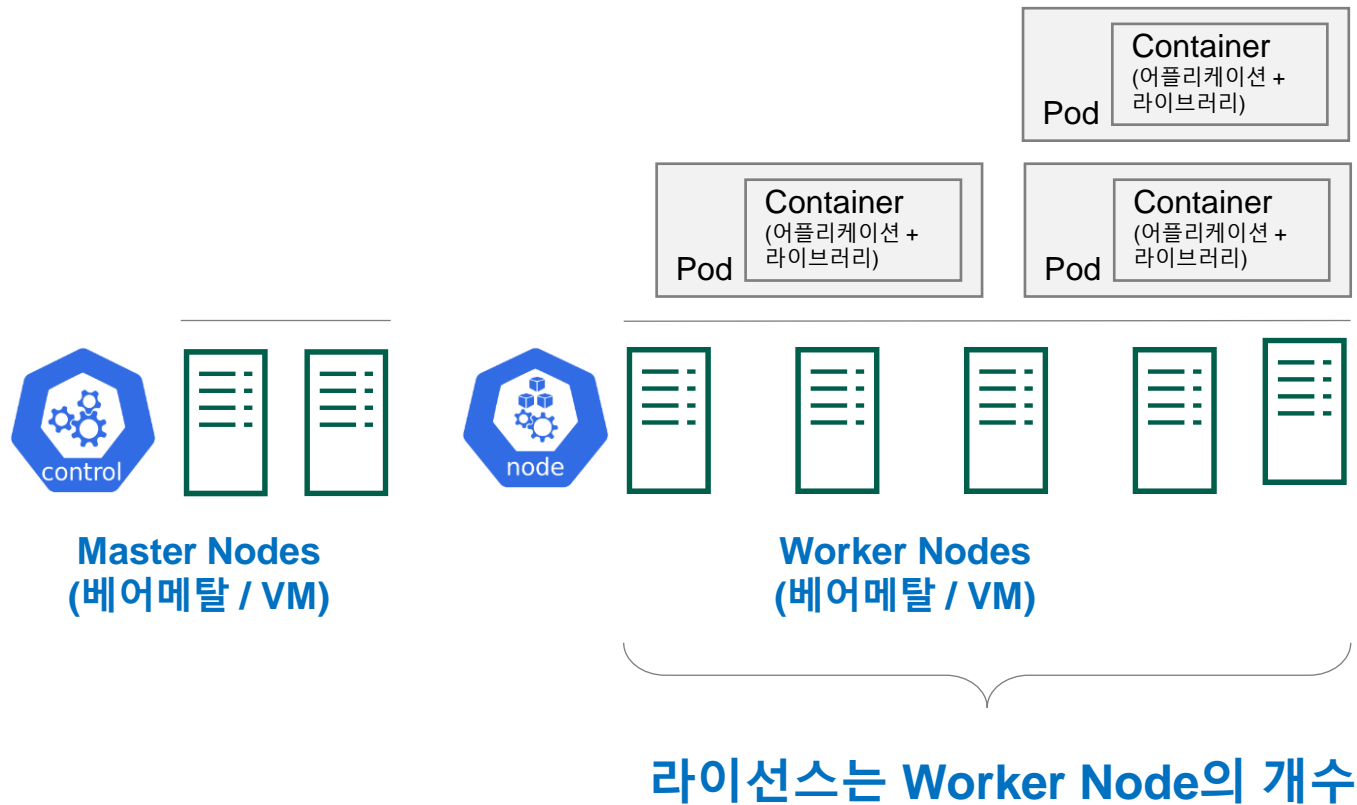 Container
(어플리케이션 +
라이브러리)
Pod
Container
(어플리케이션 +
라이브러리)
Pod
Container
(어플리케이션 +
라이브러리)
Pod
control
node
Master Nodes
(베어메탈 / VM)
Worker Nodes
(베어메탈 / VM)
라이선스는 Worker Node의 개수